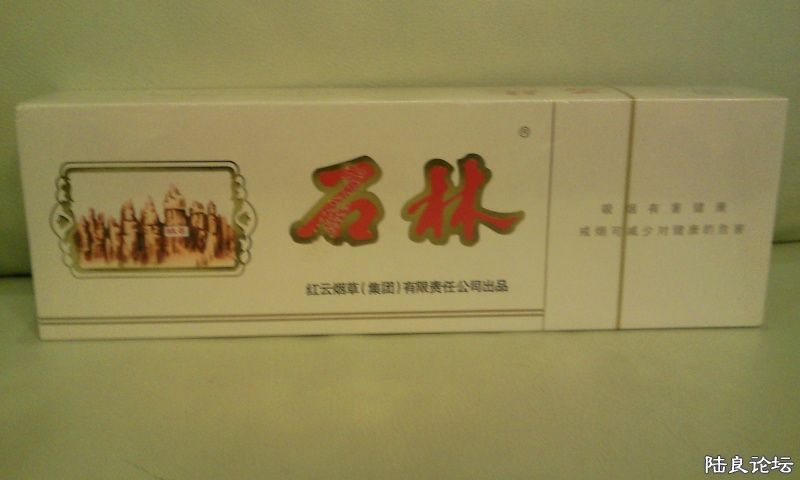 石林®
红云烟草(集团)有限责任公司出品
吸烟有害健康
戒烟可减少对健康的危害
陆良论坛